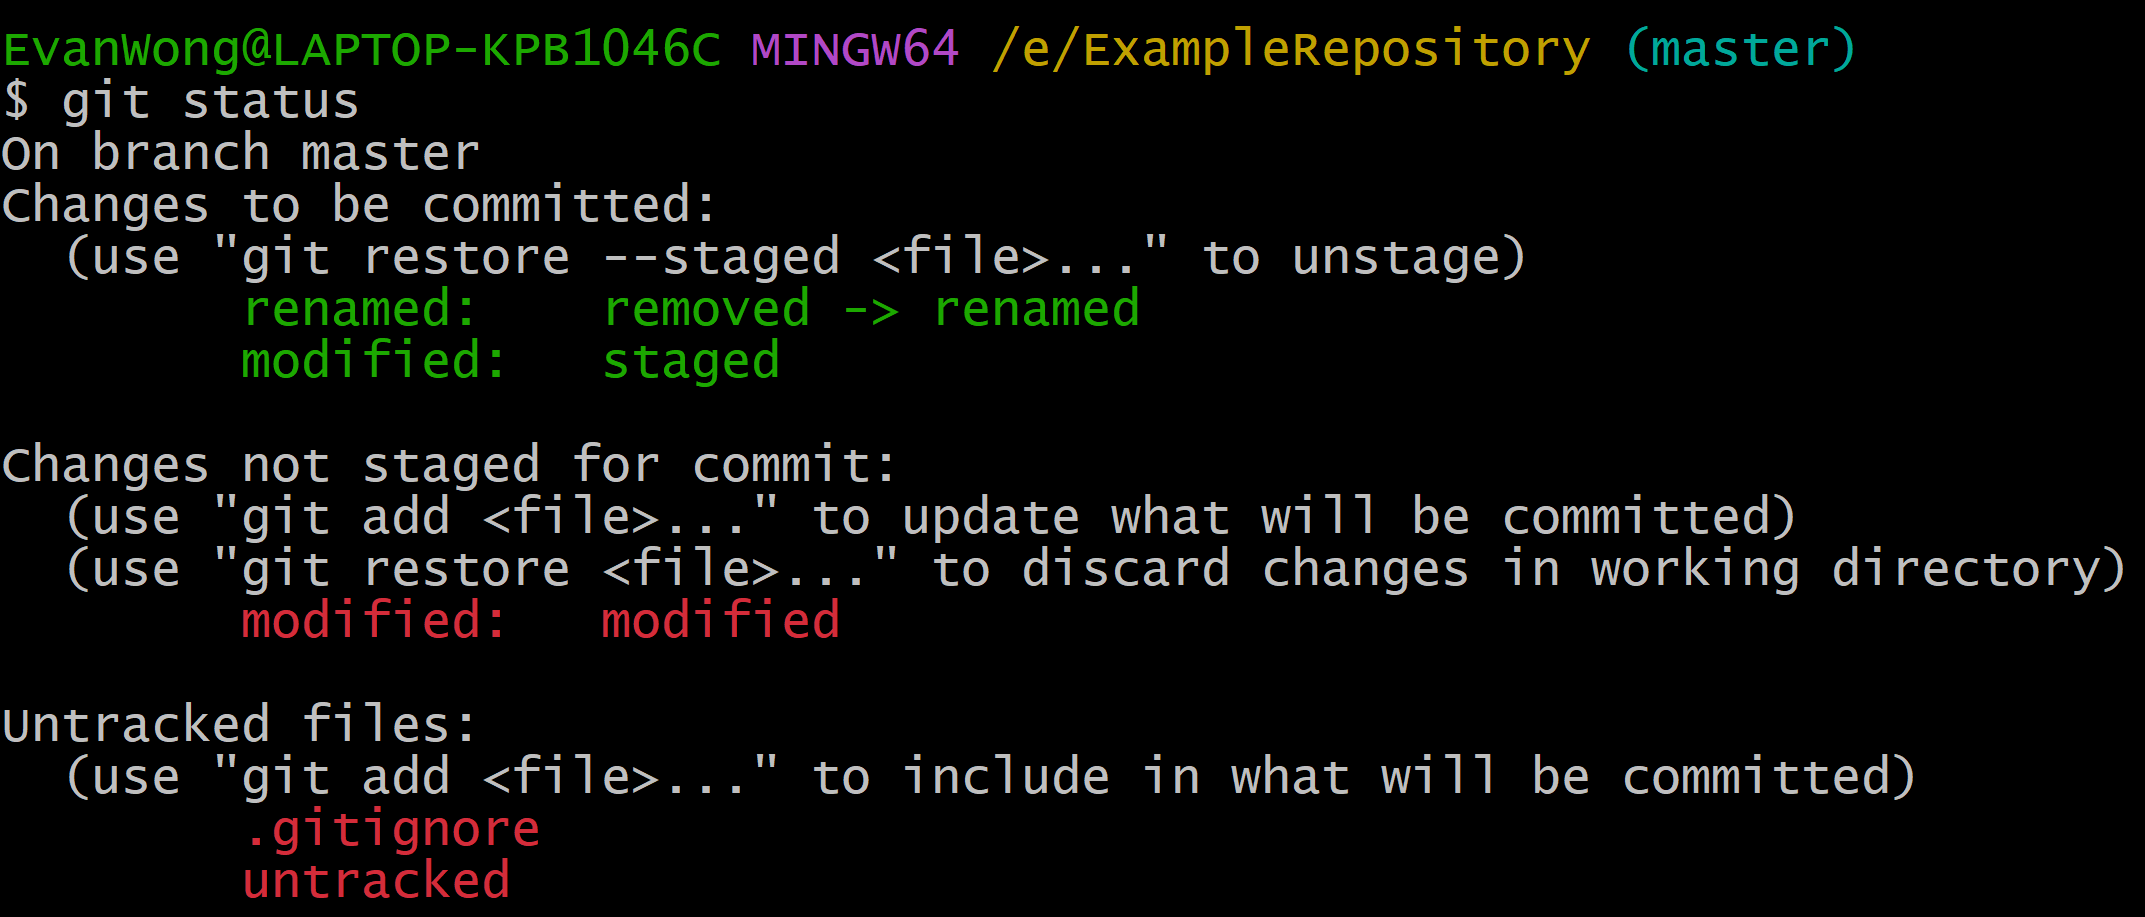 EvanWong@LAPTOP-KPB1046C MINGW64 /e/ExampleRepository (master)
$ git status
On branch master
Changes to be committed:
  (use "git restore --staged <file>..." to unstage)
        renamed:    removed -> renamed
        modified:   staged

Changes not staged for commit:
  (use "git add <file>..." to update what will be committed)
  (use "git restore <file>..." to discard changes in working directory)
        modified:   modified

Untracked files:
  (use "git add <file>..." to include in what will be committed)
        .gitignore
        untracked